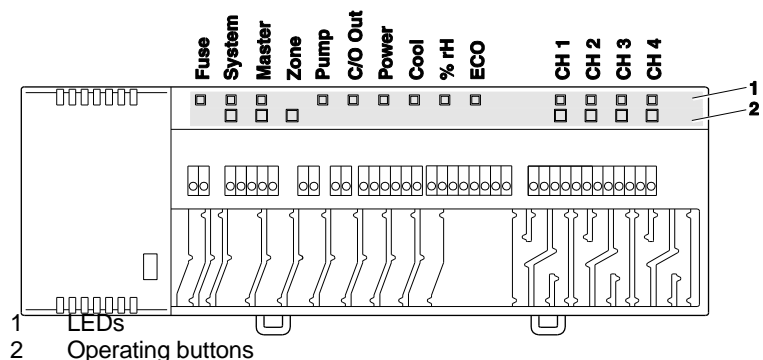 Fuse System Master Zone Pump C/O Out Power Cool % rH ECO CH 1 CH 2 CH 3 CH 4
1
2
1 LEDs
2 Operating buttons